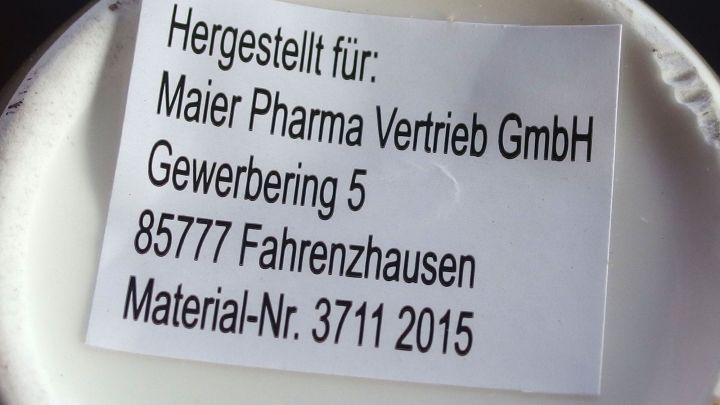 Hergestellt für:
Maier Pharma Vertrieb GmbH
Gewerbering 5
85777 Fahrenzhausen
Material-Nr. 3711 2015